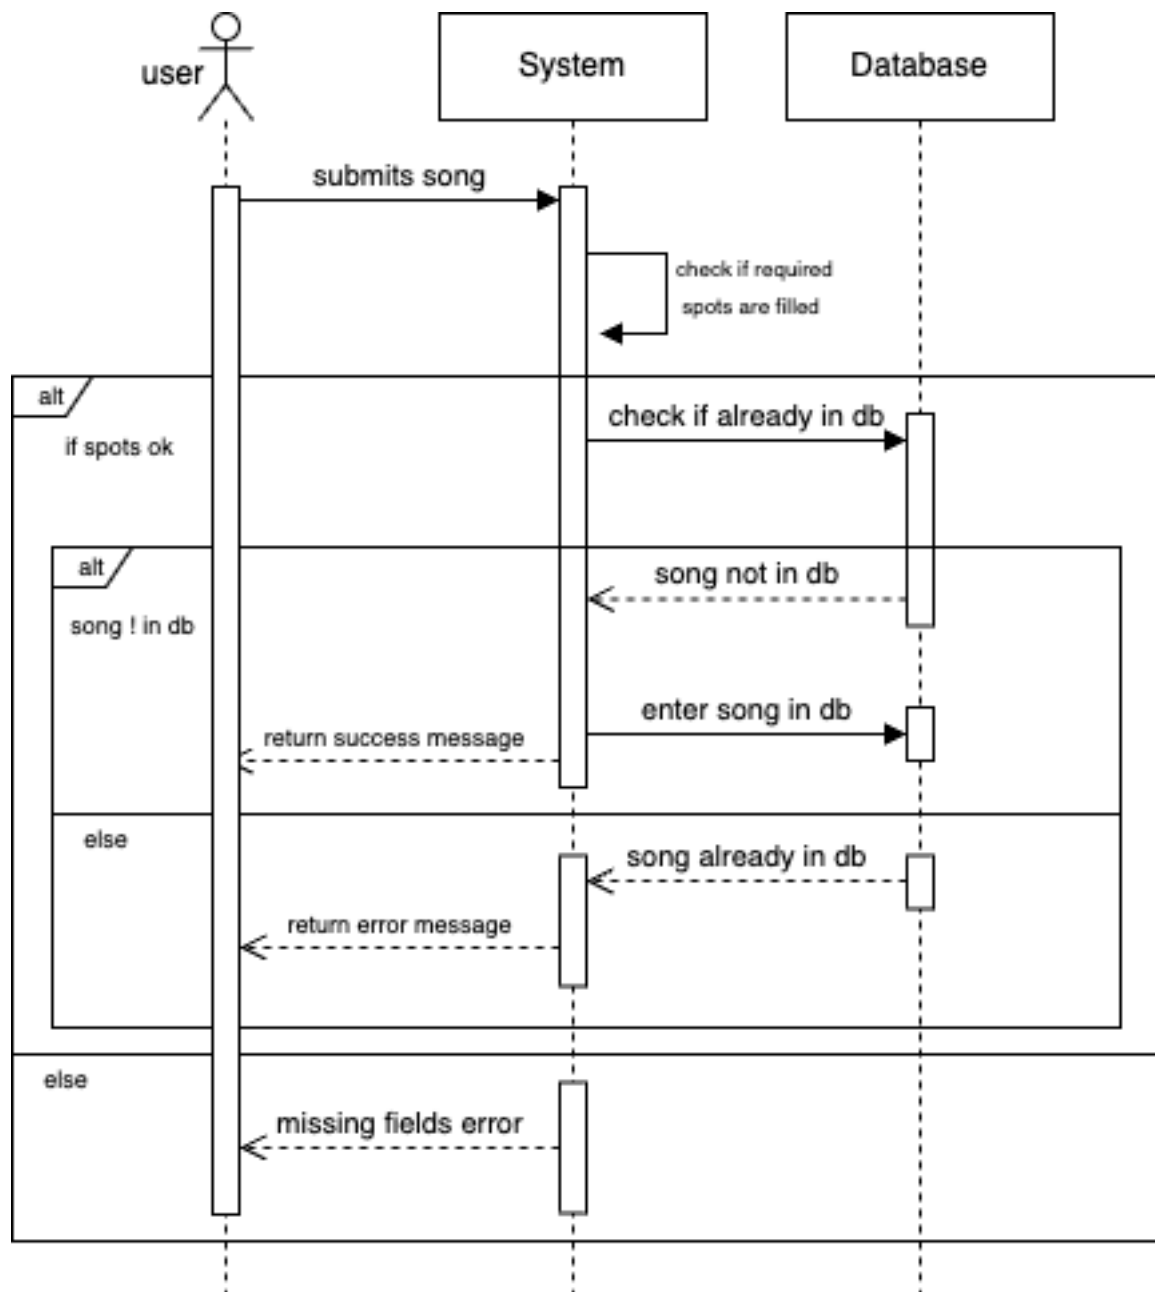 user
System
Database
submits song
check if required
spots are filled
alt
check if already in db
if spots ok
alt
song not in db
song ! in db
enter song in db
return success message
else
song already in db
return error message
else
missing fields error